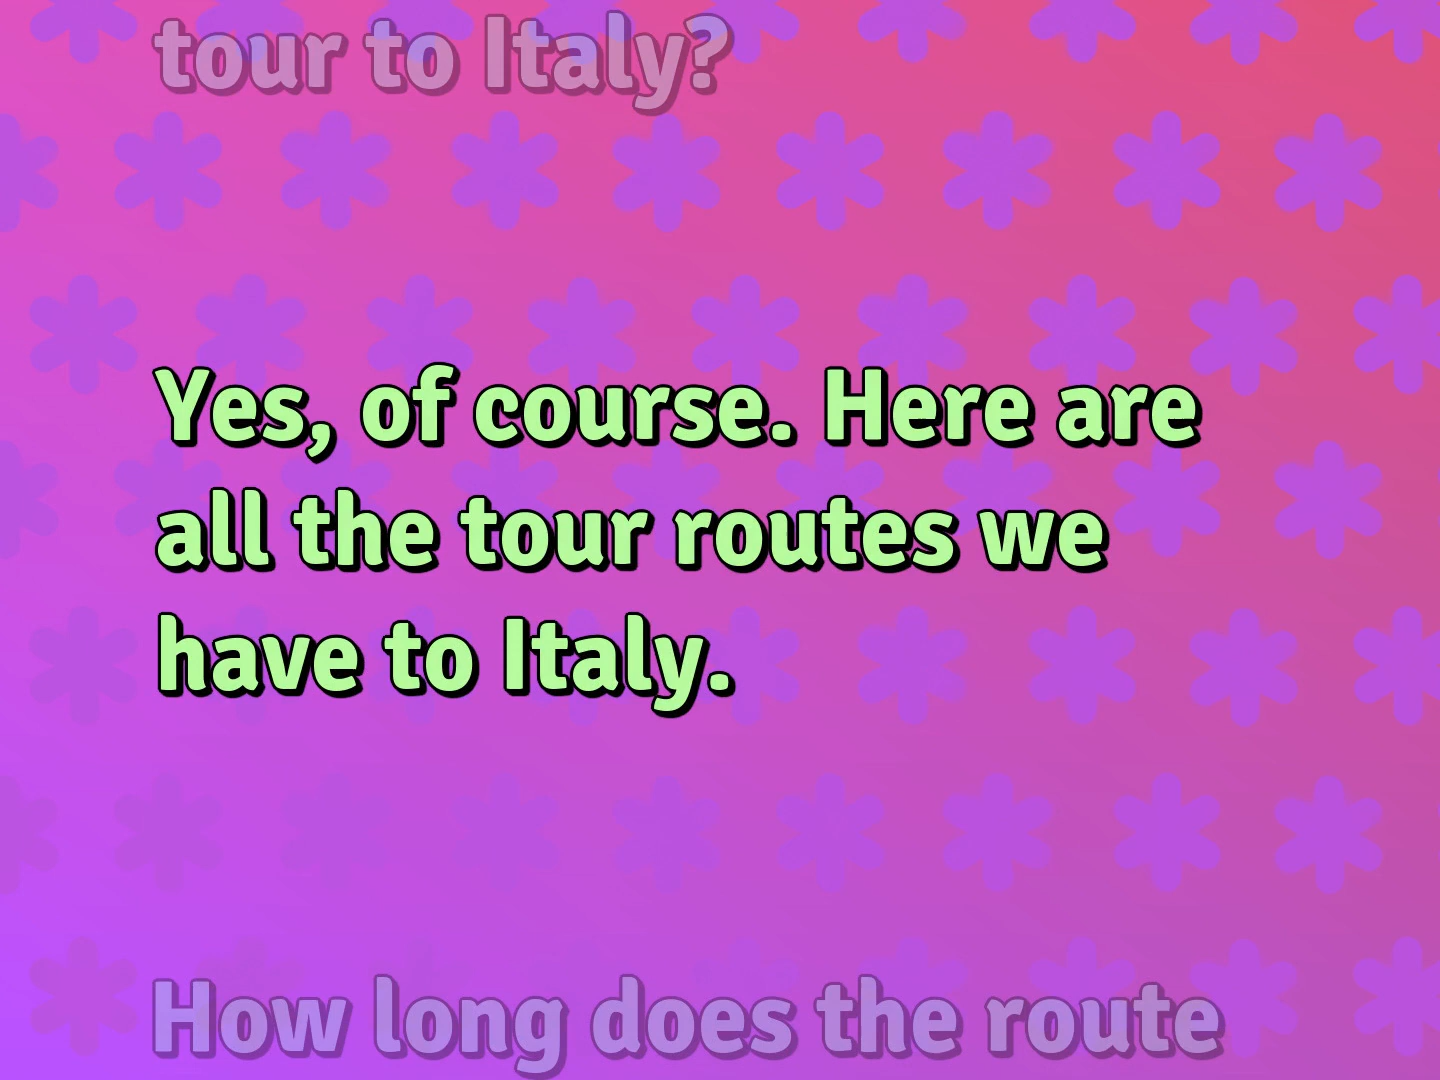 tour to Italy?
Yes, of course. Here are
all the tour routes we
have to Italy.
How long does the route